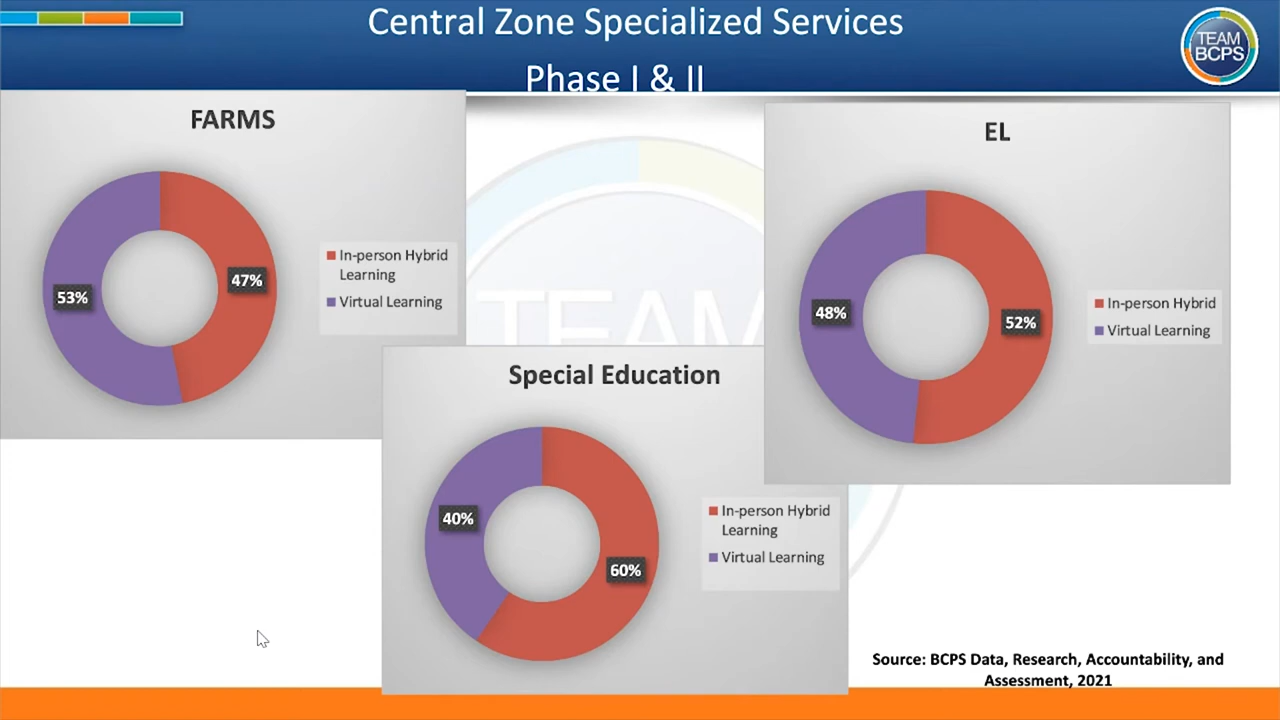 Central Zone Specialized Services
Phase I & II
TEAM
BCPS
FARMS
53%
47%
In-person Hybrid
Learning
Virtual Learning
EL
48%
52%
In-person Hybrid
Virtual Learning
TEAM
Special Education
40%
60%
In-person Hybrid
Learning
Virtual Learning
Source: BCPS Data, Research, Accountability, and
Assessment, 2021